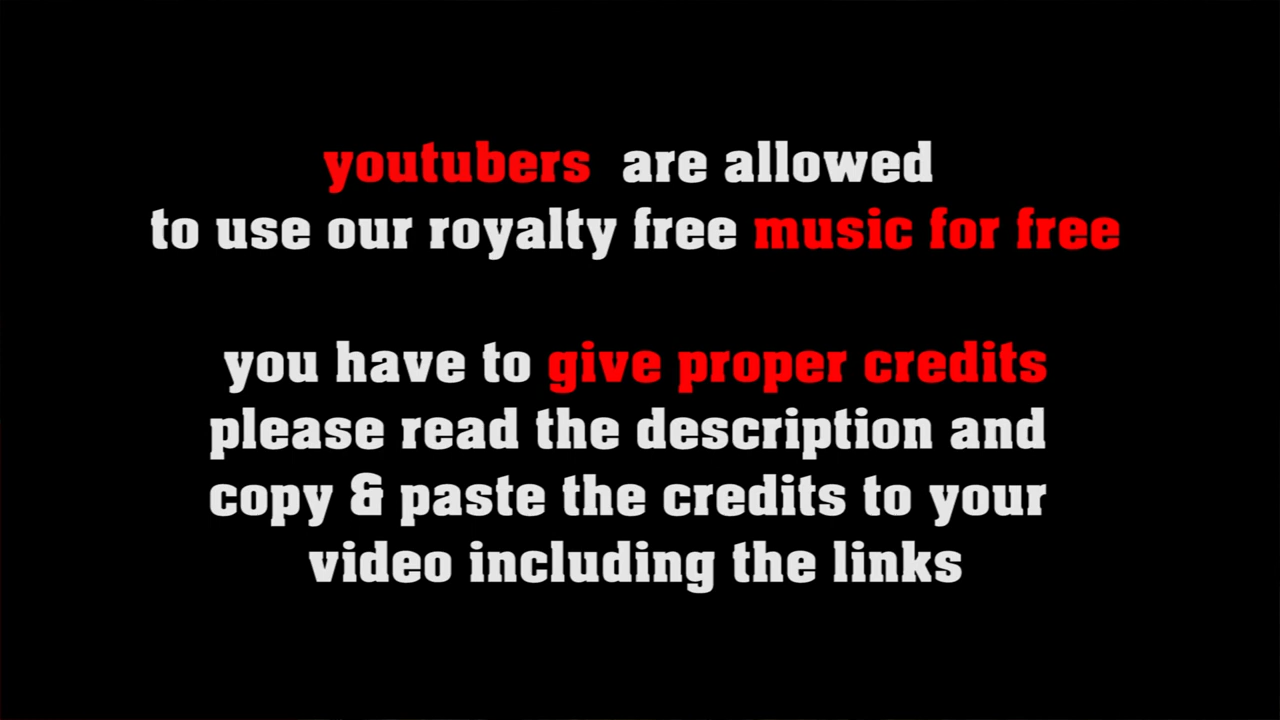 youtubers are allowed
to use our royalty free music for free
you have to give proper credits
please read the description and
copy & paste the credits to your
video including the links